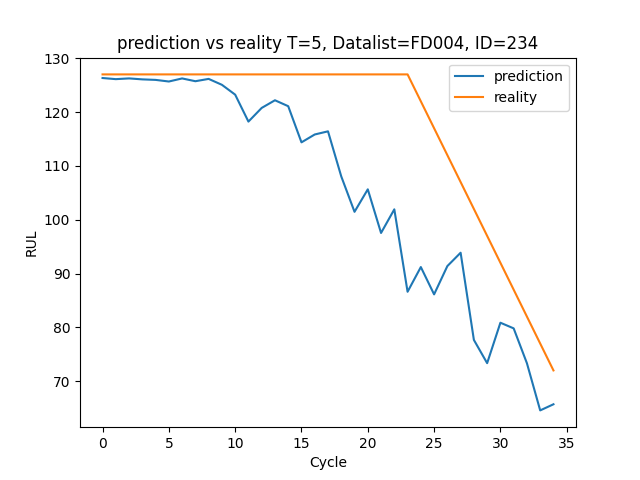 prediction vs reality T=5, Datalist=FD004, ID=234
prediction
reality
RUL
130
120
110
100
90
80
70
0 5 10 15 20 25 30 35
Cycle